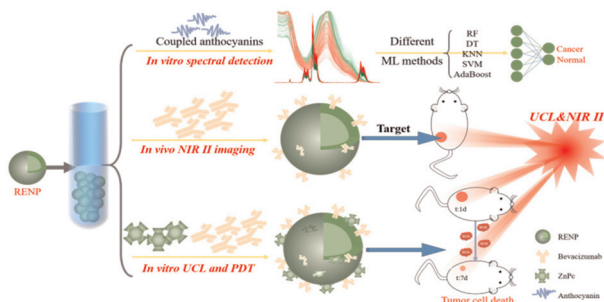 Coupled anthocyanins
In vitro spectral detection
Different
ML methods
RF
DT
KNN
SVM
AdaBoost
Cancer
Normal
RENP
In vivo NIR II imaging
Target
UCL&NIR II
In vitro UCL and PDT
t:1d
t:7d
Tumor cell death
RENP
Bevacizumab
ZnPc
Anthocyanin